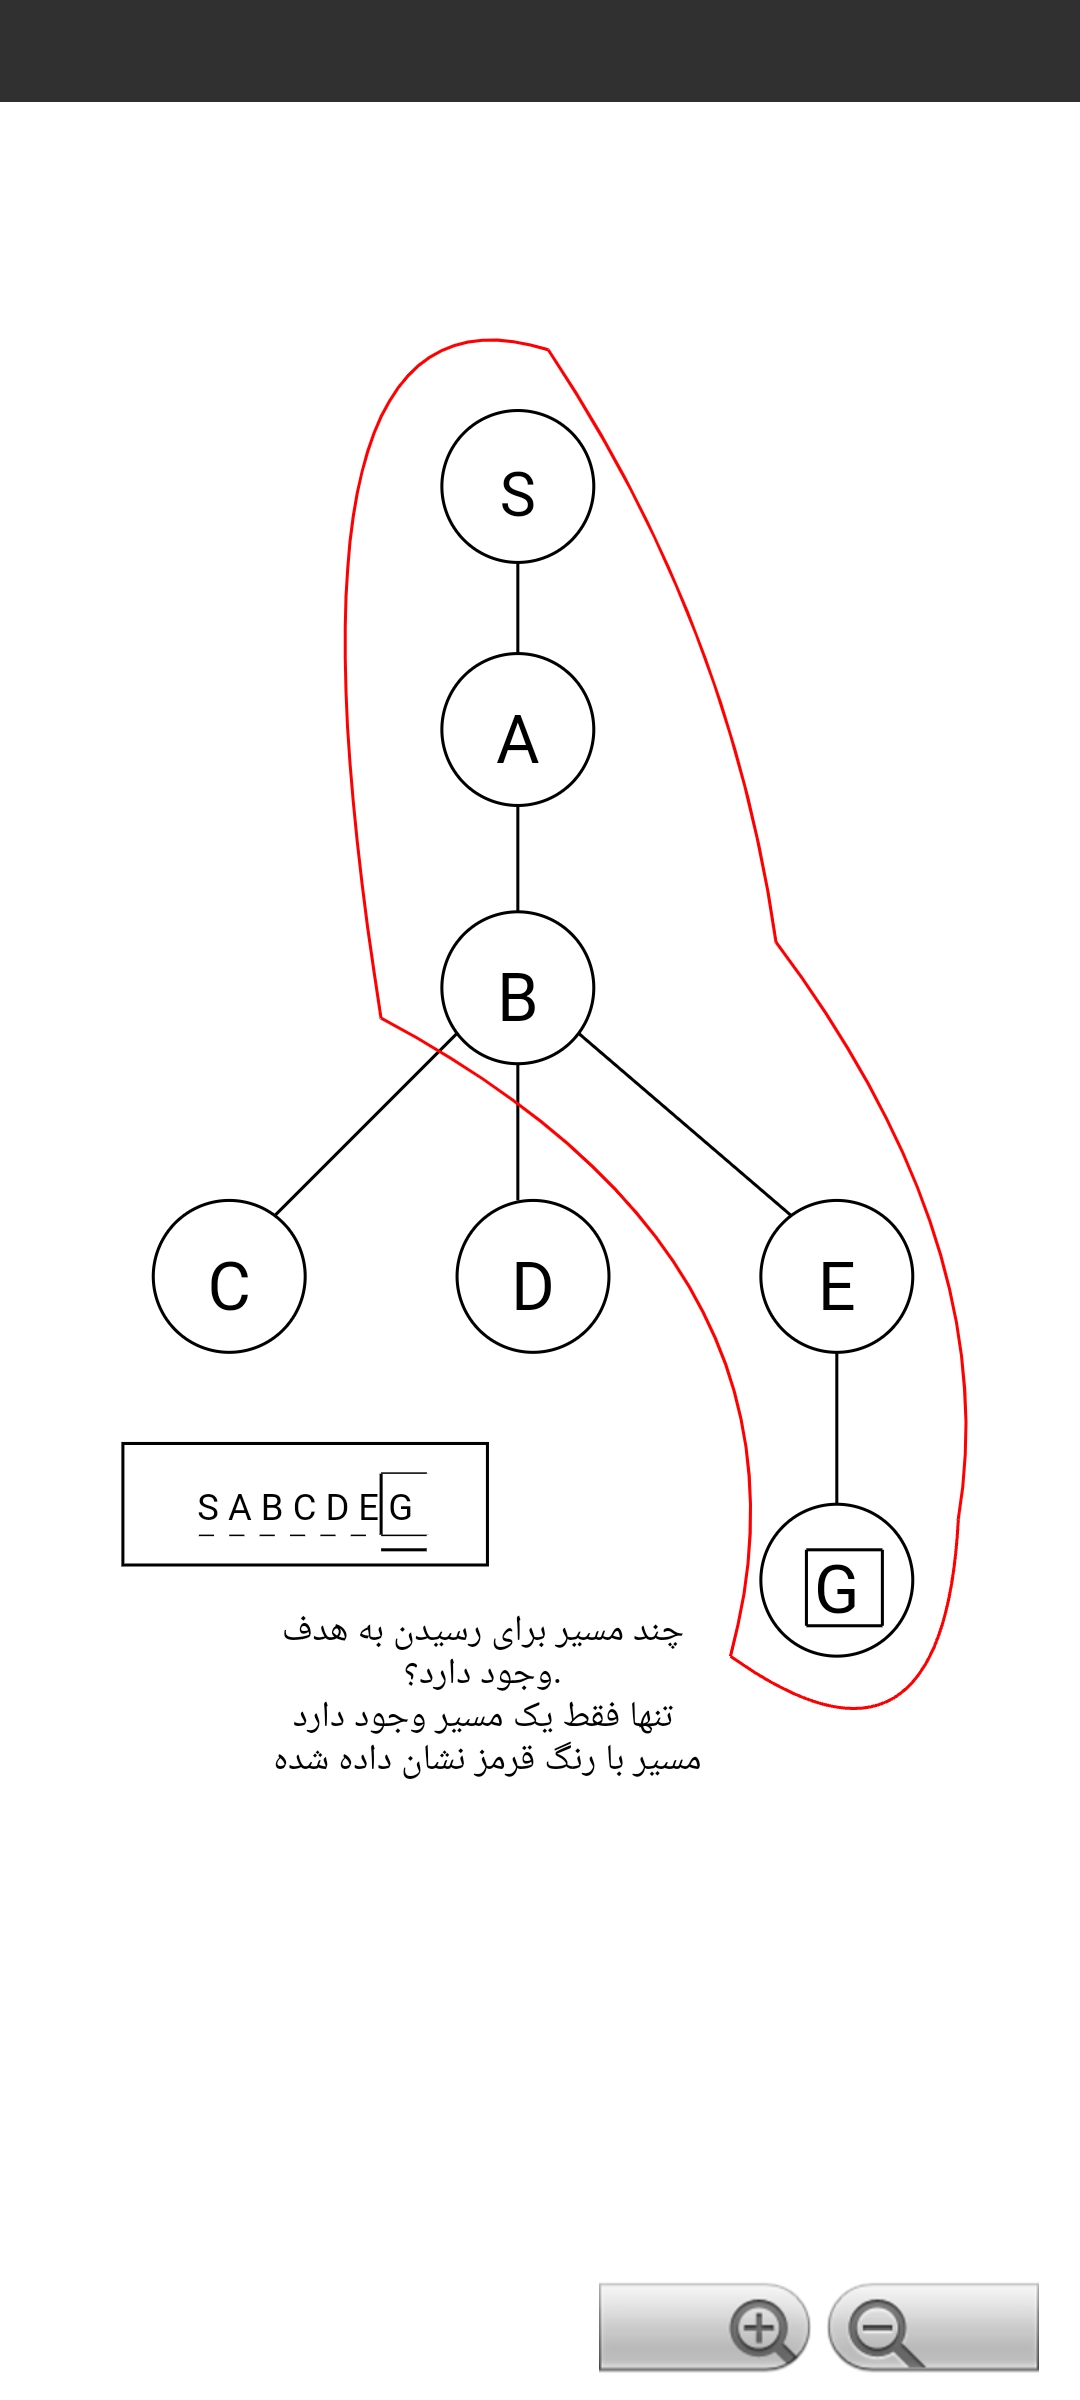 S
A
B
C D E
S A B C D E G
G
چند مسیر برای رسیدن به هدف
وجود دارد؟.
تنها فقط یک مسیر وجود دارد
مسیر با رنگ قرمز نشان داده شده